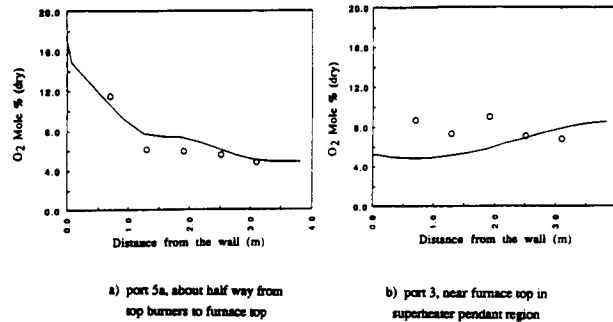 20.0
16.0
12.0
8.0
4.0
0.0
O2 Mole % (dry)
0.0
1.0
2.0
3.0
4.0
Distance from the wall (m)
a) port 5a, about half way from
top burners to furnace top
20.0
16.0
12.0
8.0
4.0
0.0
O2 Mole % (dry)
0.0
1.0
2.0
3.0
Distance from the wall (m)
b) port 3, near furnace top in
superheater pendant region